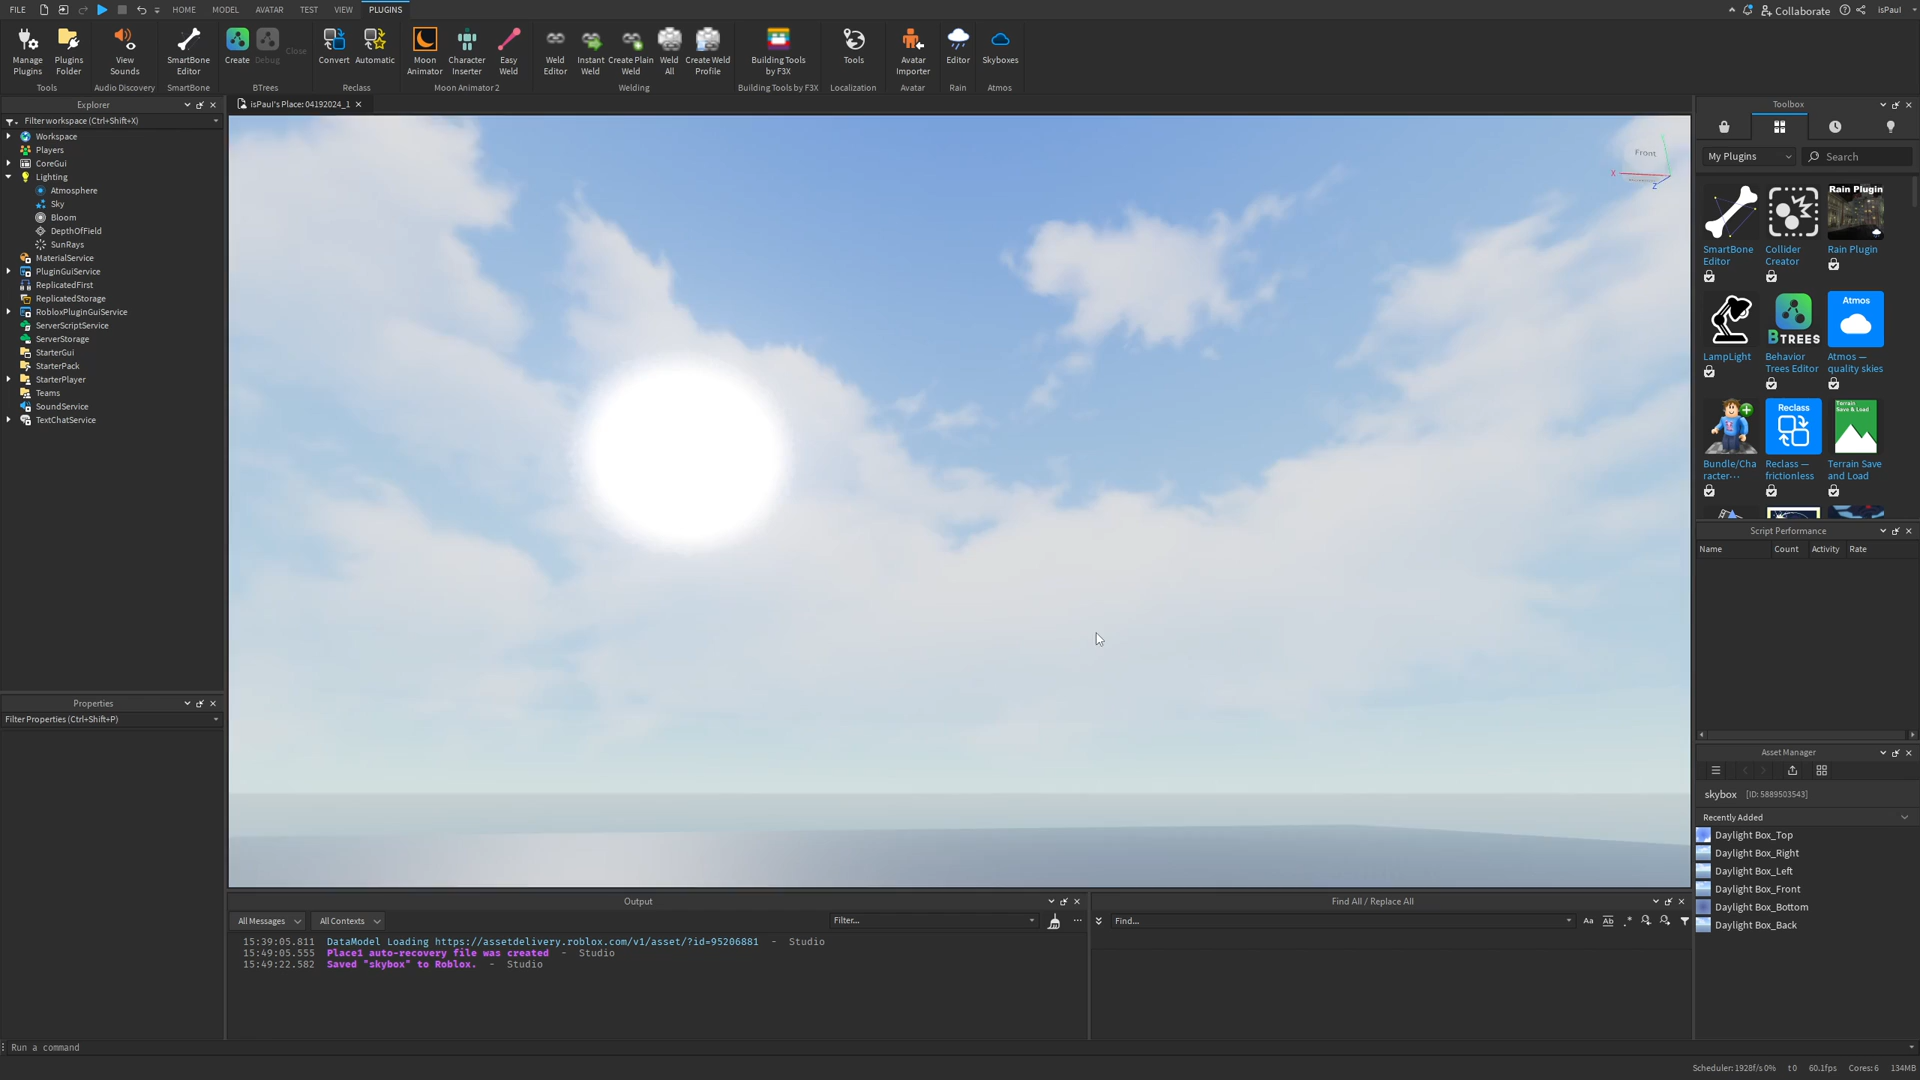 FILE HOME MODEL AVATAR TEST VIEW PLUGINS Collaborate isPaul
Manage Plugins
Plugins Folder
Tools
View Sounds
Audio Discovery
SmartBone Editor
SmartBone
Create
Debug
Close
BTrees
Convert
Automatic
Reclass
Moon Animator
Character Inserter
Easy Weld
Moon Animator 2
Weld Editor
Instant Weld
Create Plain Weld
Weld All
Create Weld Profile
Welding
Building Tools by F3X
Building Tools by F3X
Tools
Localization
Avatar Importer
Avatar
Editor
Rain
Skyboxes
Atmos
Explorer
Filter workspace (Ctrl+Shift+X)
Workspace
Players
CoreGui
Lighting
Atmosphere
Sky
Bloom
DepthOfField
SunRays
MaterialService
PluginGuiService
ReplicatedFirst
ReplicatedStorage
RobloxPluginGuiService
ServerScriptService
ServerStorage
StarterGui
StarterPack
StarterPlayer
Teams
SoundService
TextChatService
Properties
Filter Properties (Ctrl+Shift+P)
isPaul's Place: 04192024_1
Front
X
Z
Output
All Messages
All Contexts
Filter...
15:39:05.811 DataModel Loading https://assetdelivery.roblox.com/v1/asset/?id=95206881 - Studio
15:49:05.555 Place1 auto-recovery file was created - Studio
15:49:22.582 Saved "skybox" to Roblox. - Studio
Find All / Replace All
Find...
Aa
Ab
Toolbox
My Plugins
Search
SmartBone
Editor
Collider
Creator
Rain Plugin
Rain Plugin
LampLight
BTREES
Behavior
Trees Editor
Atmos
Atmos —
quality skies
Bundle/Cha
racter...
Reclass
Reclass —
frictionless
Terrain
Save & Load
Terrain Save
and Load
Script Performance
Name Count Activity Rate
Asset Manager
skybox [ID: 5889503543]
Recently Added
Daylight Box_Top
Daylight Box_Right
Daylight Box_Left
Daylight Box_Front
Daylight Box_Bottom
Daylight Box_Back
Run a command
Scheduler: 1928f/s 0% t 0 60.1fps Cores: 6 134MB